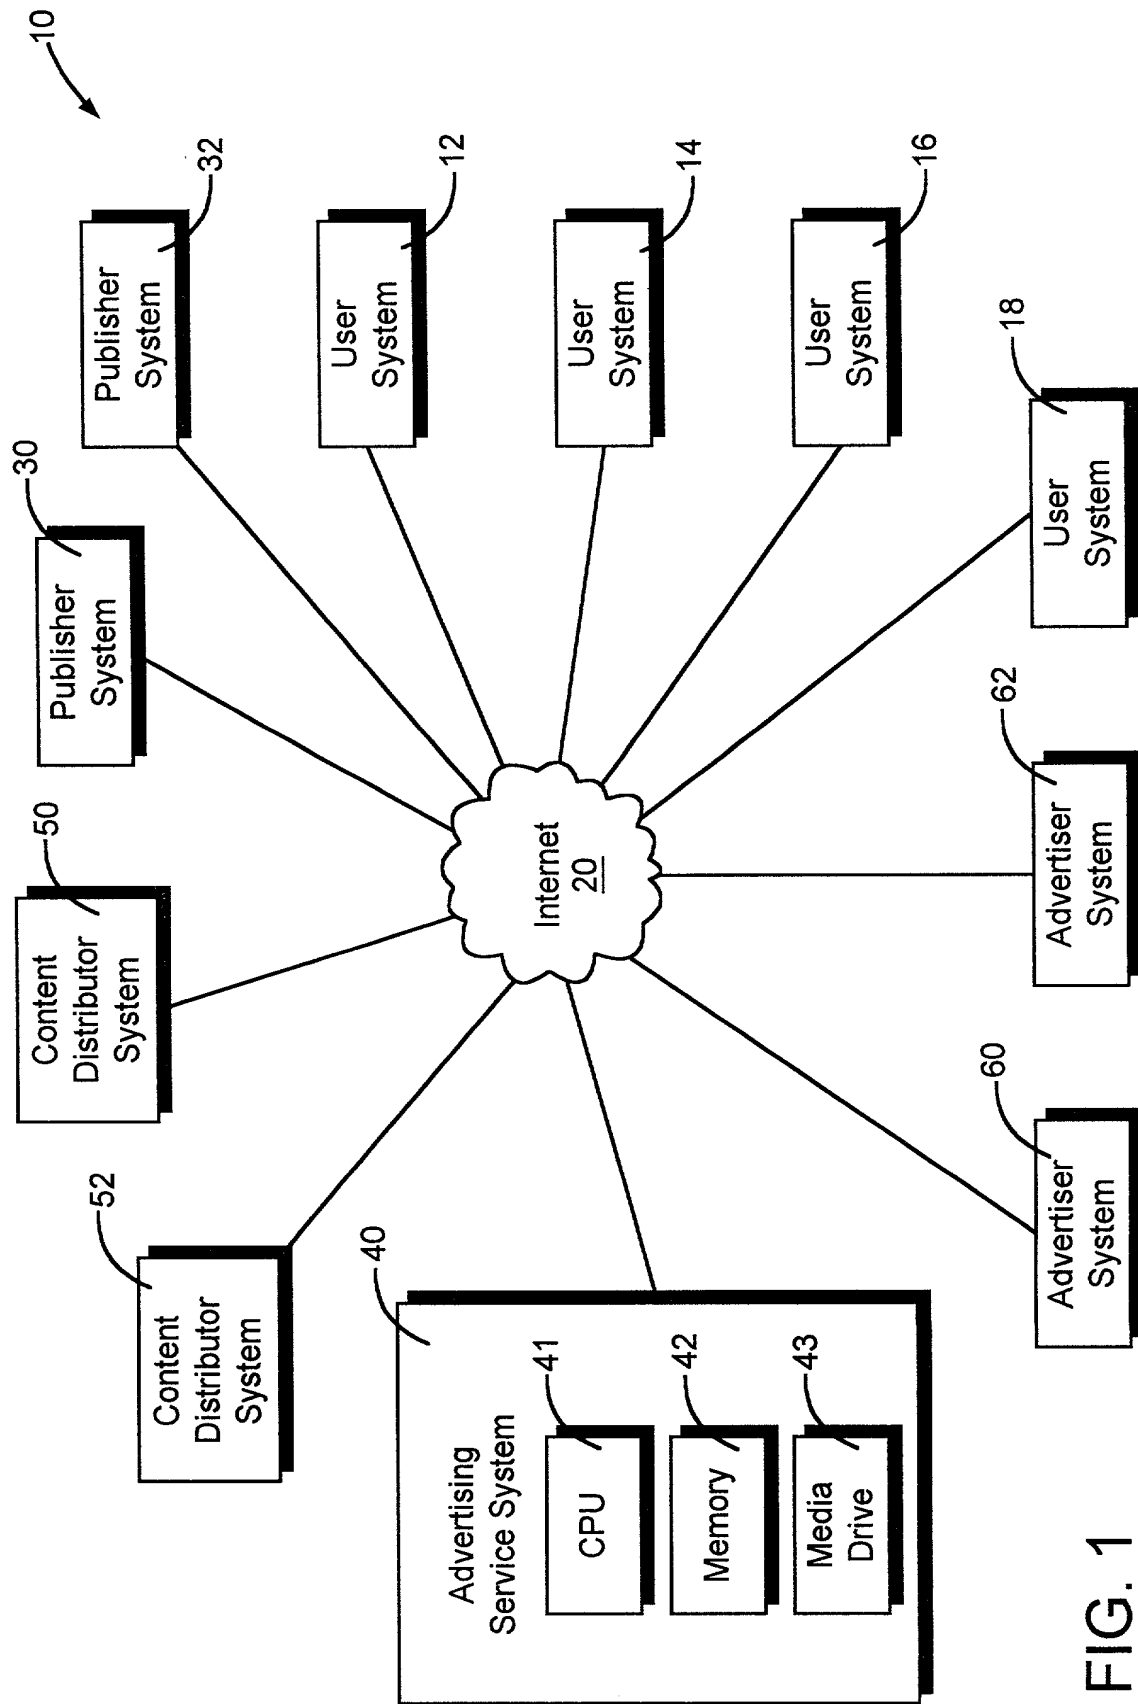 10
52
Content
Distributor
System
50
Content
Distributor
System
30
Publisher
System
32
Publisher
System
12
User
System
14
User
System
16
User
System
18
User
System
Internet
20
40
Advertising
Service System
41
CPU
42
Memory
43
Media
Drive
60
Advertiser
System
62
Advertiser
System
FIG. 1